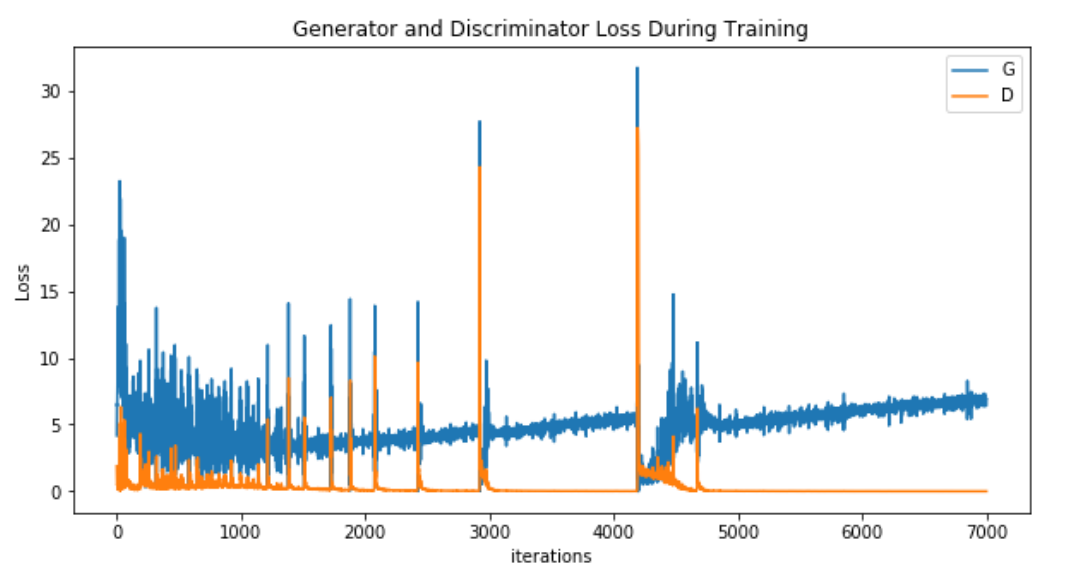 Generator and Discriminator Loss During Training
G
D
Loss
30
25
20
15
10
5
0
0 1000 2000 3000 4000 5000 6000 7000
iterations